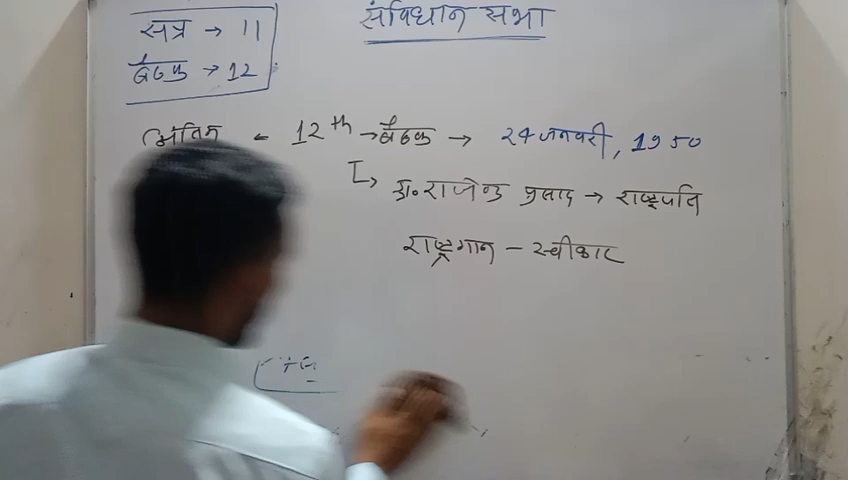 संविधान सभा
सत्र → 11
बैठक → 12
अंतिम - 12th → बैठक → 24 जनवरी, 1950
डा. राजेन्द्र प्रसाद → राष्ट्रपति
राष्ट्रगान - स्वीकार